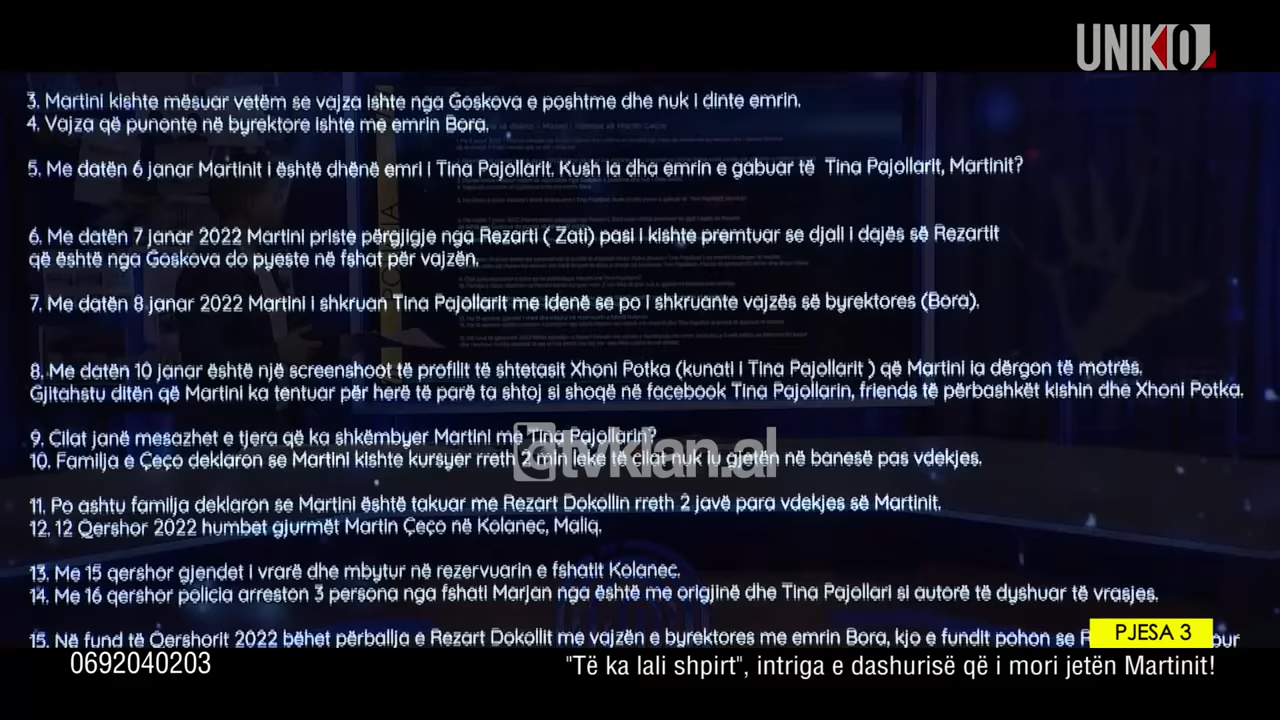 UNIKO
3. Martini kishte mësuar vetëm se vajza ishte nga Goskova e poshtme dhe nuk i dinte emrin.
4. Vajza që punonte në byrektore ishte me emrin Bora.
5. Me datën 6 janar Martinit i është dhënë emri i Tina Pajollarit. Kush ia dha emrin e gabuar të Tina Pajollarit, Martinit?
6. Me datën 7 janar 2022 Martini priste përgjigje nga Rezarti ( Zati) pasi i kishte premtuar se djali i dajës së Rezartit
që është nga Goskova do pyeste në fshat për vajzën.
7. Me datën 8 janar 2022 Martini i shkruan Tina Pajollarit me idenë se po i shkruante vajzës së byrektores (Bora).
8. Me datën 10 janar është një screenshoot të profilit të shtetasit Xhoni Potka (kunati i Tina Pajollarit ) që Martini ia dërgon të motrës.
Gjitahstu ditën që Martini ka tentuar për herë të parë ta shtoj si shoqe në facebook Tina Pajollarin, friends të përbashkët kishin dhe Xhoni Potka.
9. Cilat janë mesazhet e tjera që ka shkëmbyer Martini me Tina Pajollarin?
tvklan.al
10. Familja e Çeço deklaron se Martini kishte kursyer rreth 2 min lekë të cilat nuk iu gjetën në banesë pas vdekjes.
11. Po ashtu familja deklaron se Martini është takuar me Rezart Dokollin rreth 2 javë para vdekjes së Martinit.
12. 12 Qershor 2022 humbet gjurmët Martin Çeço në Kolanec, Maliq.
13. Me 15 qershor gjendet i vrarë dhe mbytur në rezervuarin e fshatit Kolanec.
14. Me 16 qershor policia arreston 3 persona nga fshati Marjan nga është me origjinë dhe Tina Pajollari si autorë të dyshuar të vrasjes.
15. Në fund të Qershorit 2022 bëhet përballja e Rezart Dokollit me vajzën e byrektores me emrin Bora, kjo e fundit pohon se
PJESA 3
0692040203
"Të ka lali shpirt", intriga e dashurisë që i mori jetën Martinit!